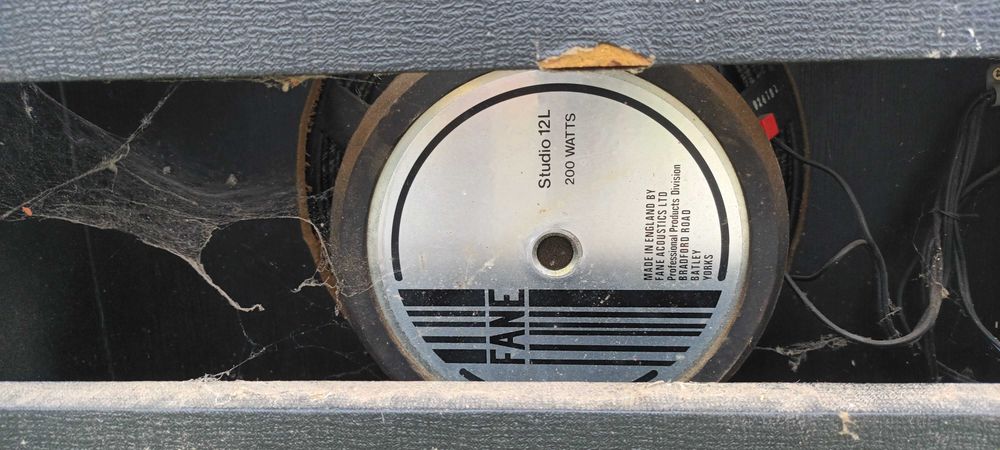 Studio 12L
200 WATTS
MADE IN ENGLAND BY
FANE ACOUSTICS LTD
Professional Products Division
BRADFORD ROAD
BATLEY
YORKS
FANE